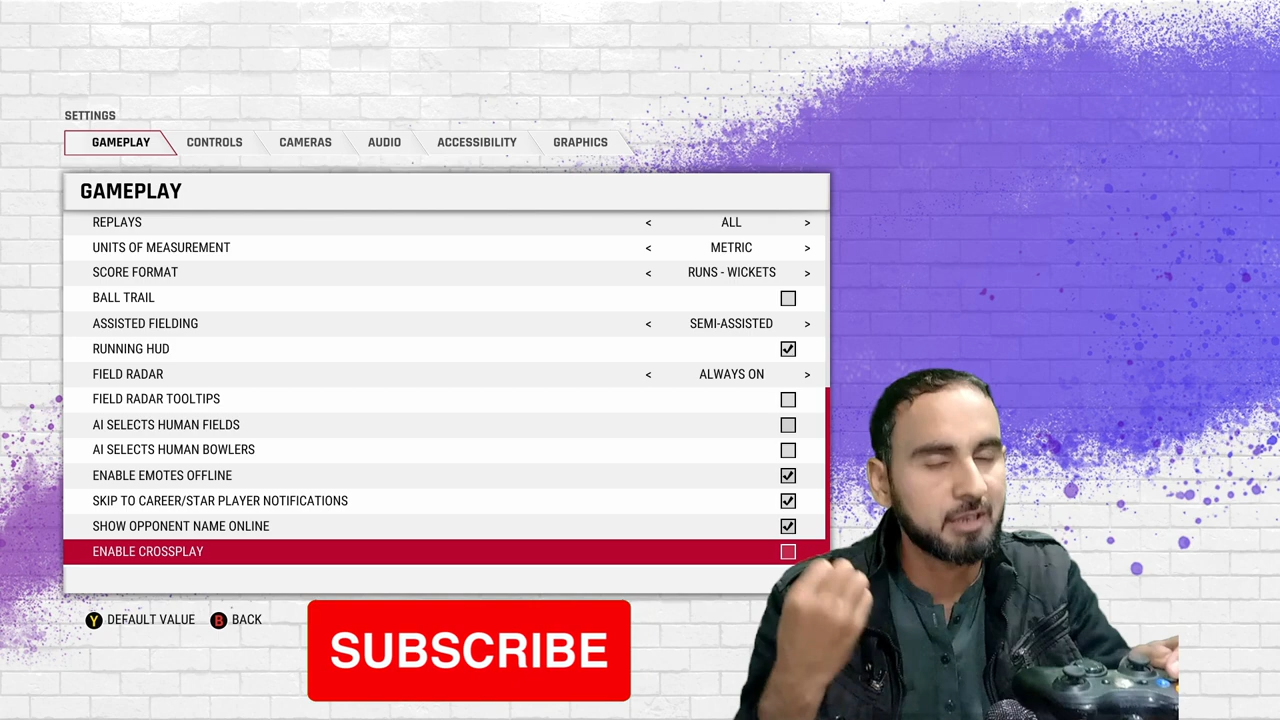 SETTINGS
GAMEPLAY CONTROLS CAMERAS AUDIO ACCESSIBILITY GRAPHICS
GAMEPLAY
REPLAYS < ALL >
UNITS OF MEASUREMENT < METRIC >
SCORE FORMAT < RUNS - WICKETS >
BALL TRAIL
ASSISTED FIELDING < SEMI-ASSISTED >
RUNNING HUD
FIELD RADAR < ALWAYS ON >
FIELD RADAR TOOLTIPS
AI SELECTS HUMAN FIELDS
AI SELECTS HUMAN BOWLERS
ENABLE EMOTES OFFLINE
SKIP TO CAREER/STAR PLAYER NOTIFICATIONS
SHOW OPPONENT NAME ONLINE
ENABLE CROSSPLAY
Y DEFAULT VALUE B BACK
SUBSCRIBE